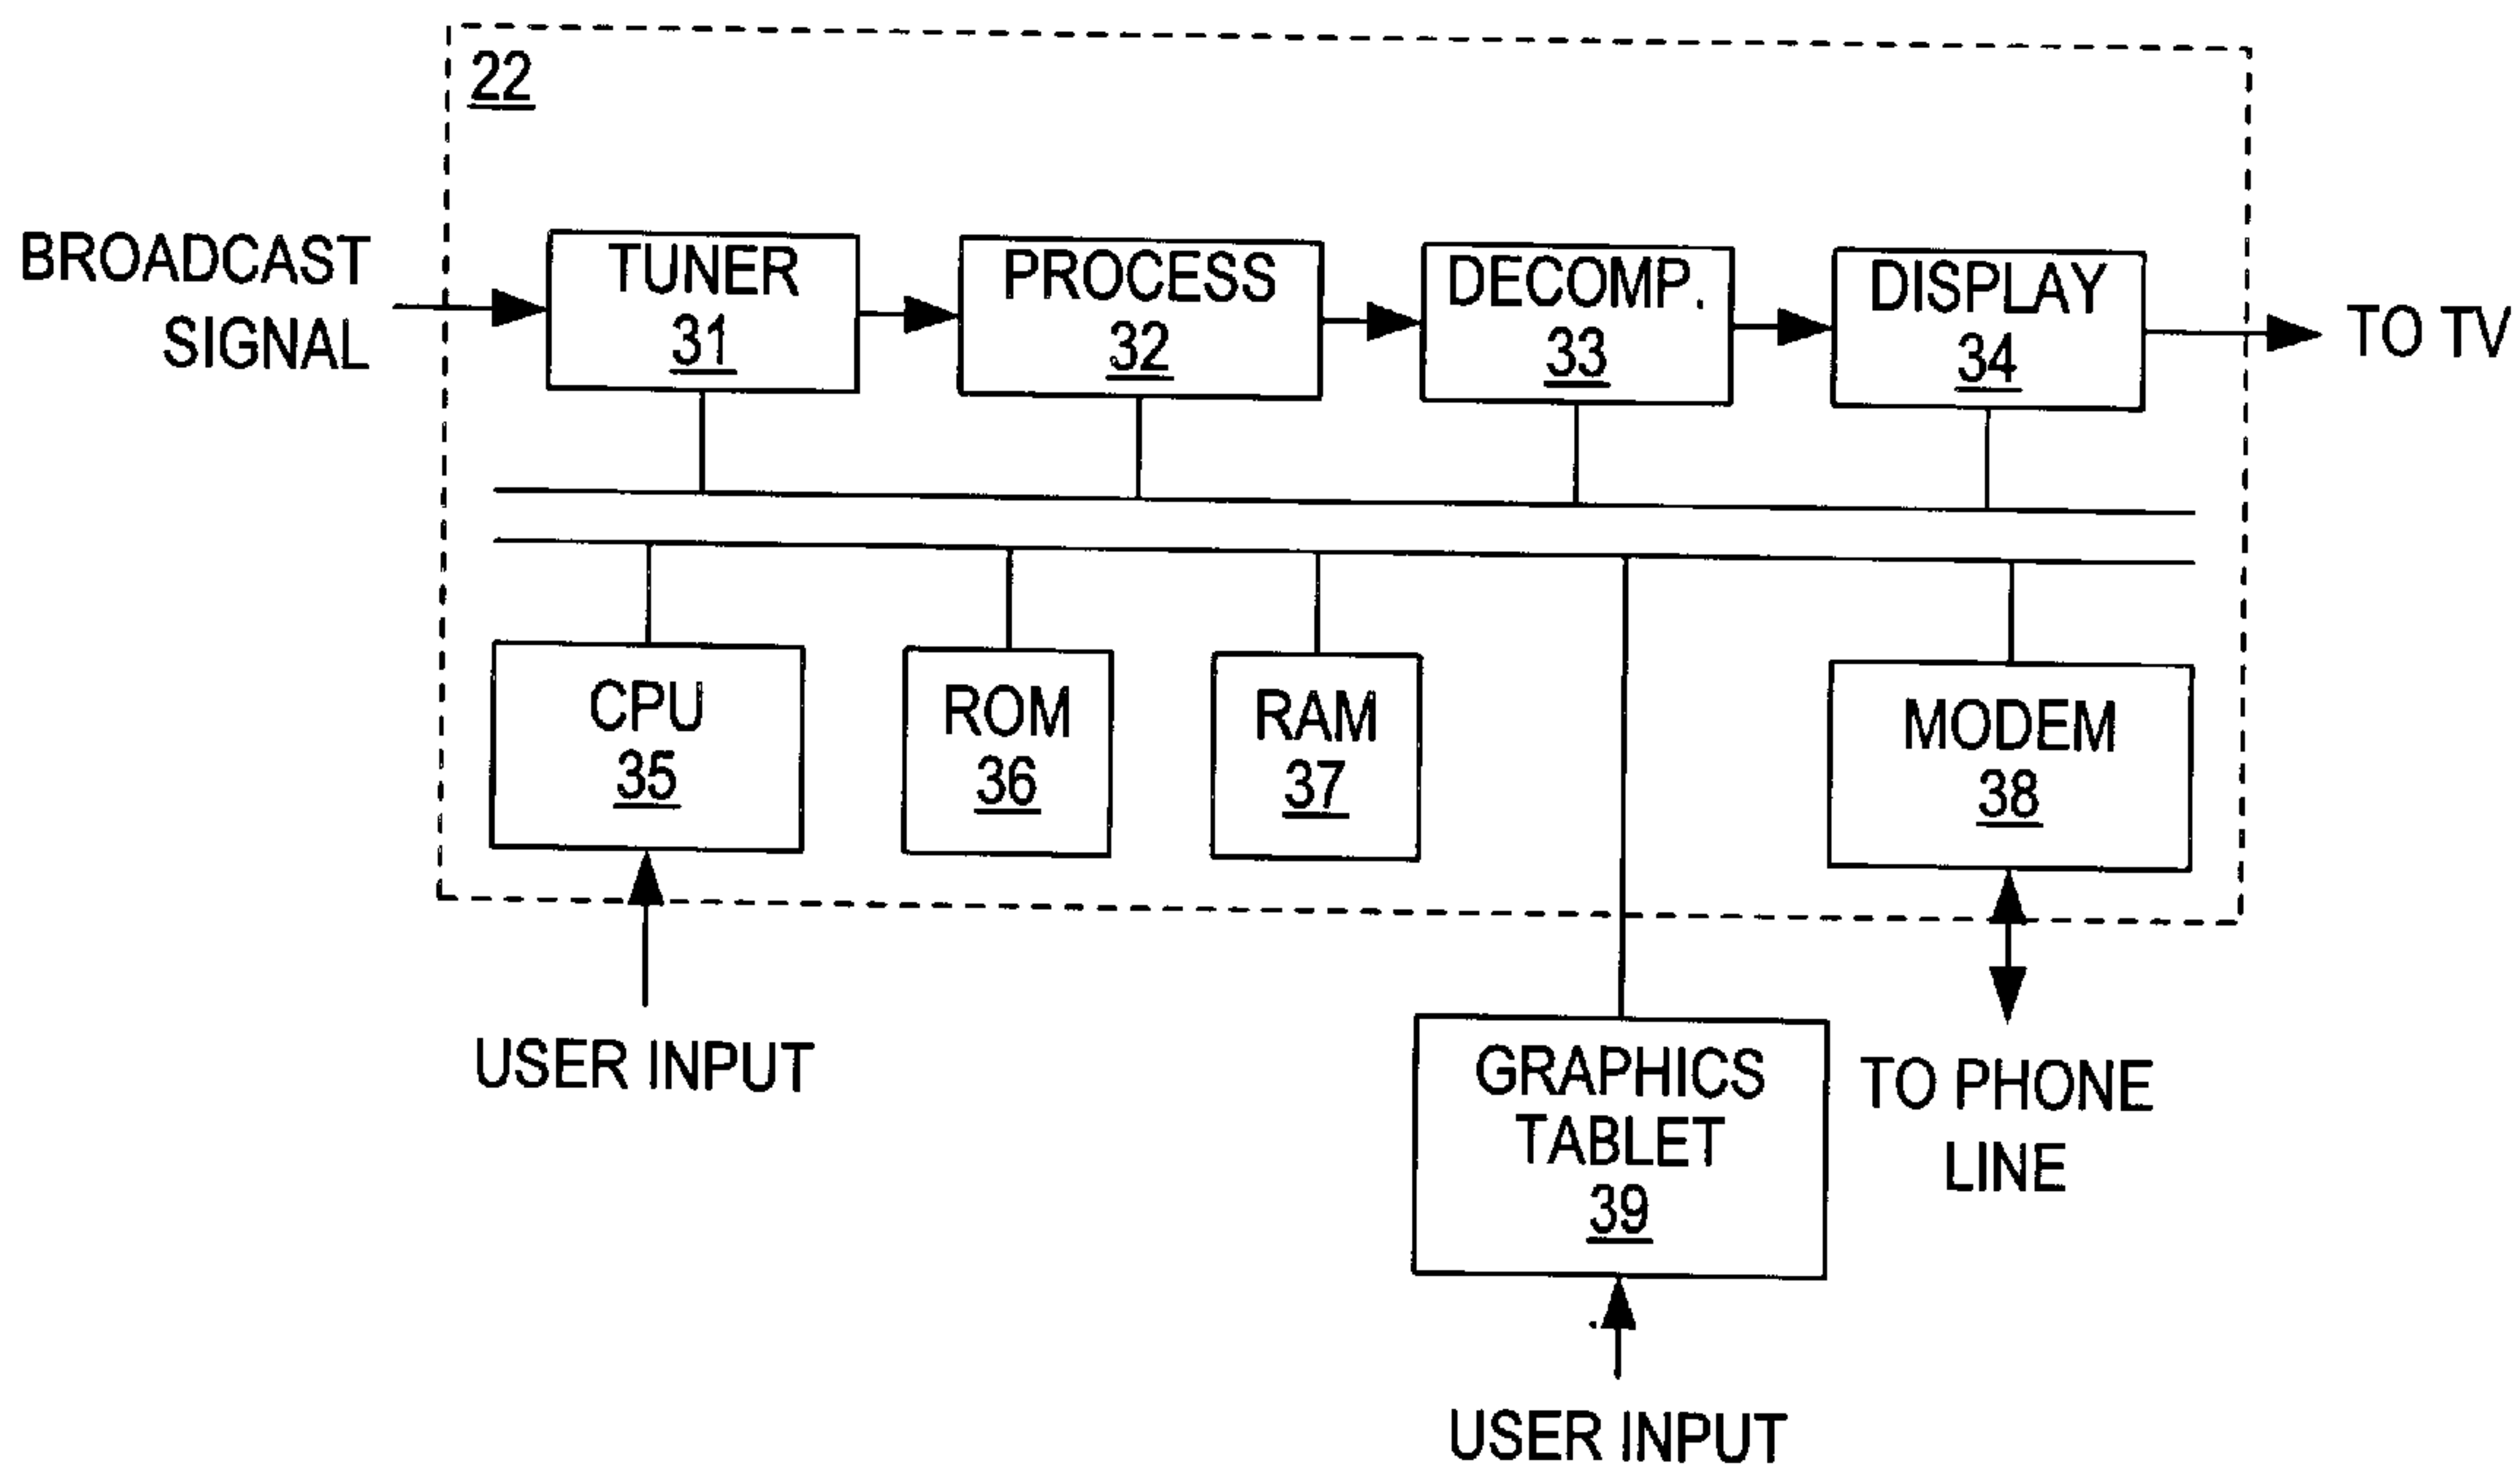 22
BROADCAST
SIGNAL
TUNER
31
PROCESS
32
DECOMP.
33
DISPLAY
34
TO TV
CPU
35
ROM
36
RAM
37
MODEM
38
USER INPUT
GRAPHICS
TABLET
39
TO PHONE
LINE
USER INPUT